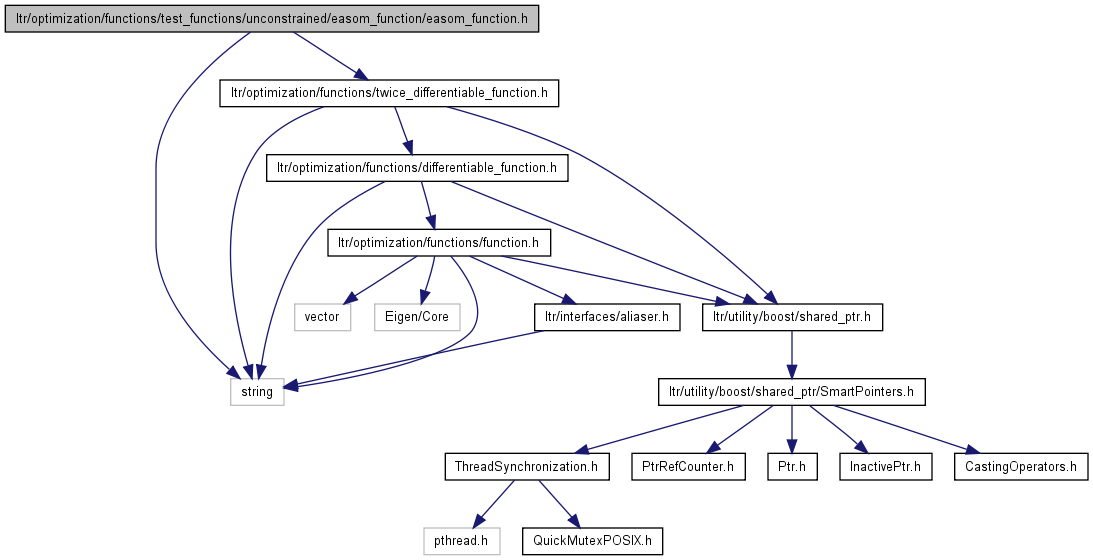 ltr/optimization/functions/test_functions/unconstrained/easom_function/easom_function.h
ltr/optimization/functions/twice_differentiable_function.h
ltr/optimization/functions/differentiable_function.h
ltr/optimization/functions/function.h
vector
Eigen/Core
ltr/interfaces/aliaser.h
ltr/utility/boost/shared_ptr.h
string
ltr/utility/boost/shared_ptr/SmartPointers.h
ThreadSynchronization.h
PtrRefCounter.h
Ptr.h
InactivePtr.h
CastingOperators.h
pthread.h
QuickMutexPOSIX.h